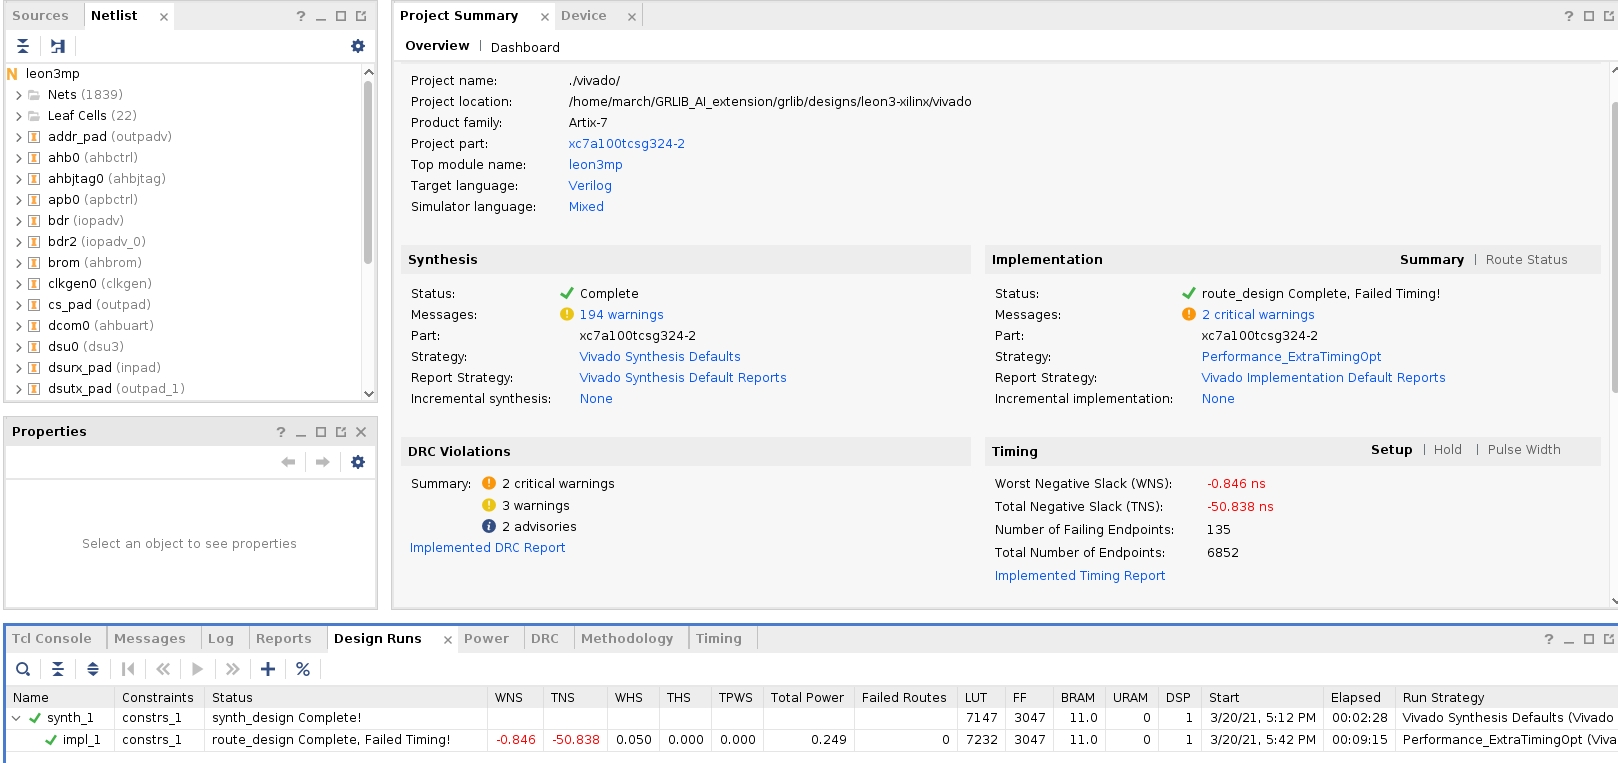 Sources Netlist
leon3mp
Nets (1839)
Leaf Cells (22)
addr_pad (outpadv)
ahb0 (ahbctrl)
ahbjtag0 (ahbjtag)
apb0 (apbctrl)
bdr (iopadv)
bdr2 (iopadv_0)
brom (ahbrom)
clkgen0 (clkgen)
cs_pad (outpad)
dcom0 (ahbuart)
dsu0 (dsu3)
dsurx_pad (inpad)
dsutx_pad (outpad_1)
Properties
Select an object to see properties
Project Summary Device
Overview | Dashboard
Project name: ./vivado/
Project location: /home/march/GRLIB_AI_extension/grlib/designs/leon3-xilinx/vivado
Product family: Artix-7
Project part: xc7a100tcsg324-2
Top module name: leon3mp
Target language: Verilog
Simulator language: Mixed
Synthesis
Status: Complete
Messages: 194 warnings
Part: xc7a100tcsg324-2
Strategy: Vivado Synthesis Defaults
Report Strategy: Vivado Synthesis Default Reports
Incremental synthesis: None
Implementation Summary | Route Status
Status: route_design Complete, Failed Timing!
Messages: 2 critical warnings
Part: xc7a100tcsg324-2
Strategy: Performance_ExtraTimingOpt
Report Strategy: Vivado Implementation Default Reports
Incremental implementation: None
DRC Violations
Summary: 2 critical warnings
3 warnings
2 advisories
Implemented DRC Report
Timing Setup | Hold | Pulse Width
Worst Negative Slack (WNS): -0.846 ns
Total Negative Slack (TNS): -50.838 ns
Number of Failing Endpoints: 135
Total Number of Endpoints: 6852
Implemented Timing Report
Tcl Console Messages Log Reports Design Runs Power DRC Methodology Timing
Name Constraints Status WNS TNS WHS THS TPWS Total Power Failed Routes LUT FF BRAM URAM DSP Start Elapsed Run Strategy
synth_1 constrs_1 synth_design Complete! 7147 3047 11.0 0 1 3/20/21, 5:12 PM 00:02:28 Vivado Synthesis Defaults (Vivado
impl_1 constrs_1 route_design Complete, Failed Timing! -0.846 -50.838 0.050 0.000 0.000 0.249 0 7232 3047 11.0 0 1 3/20/21, 5:42 PM 00:09:15 Performance_ExtraTimingOpt (Viva